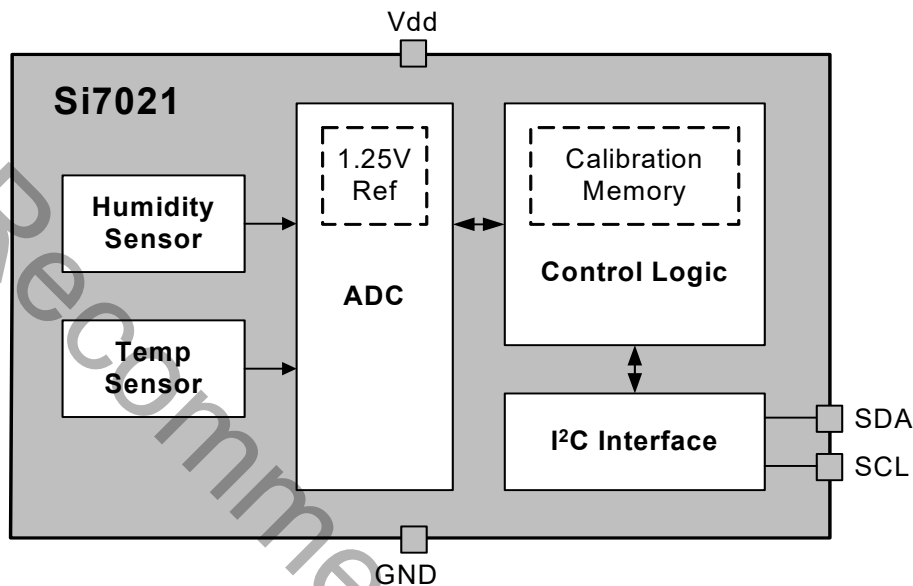 Vdd
Si7021
1.25V
Ref
Calibration
Memory
Humidity
Sensor
Control Logic
ADC
Temp
Sensor
I²C Interface
SDA
SCL
GND